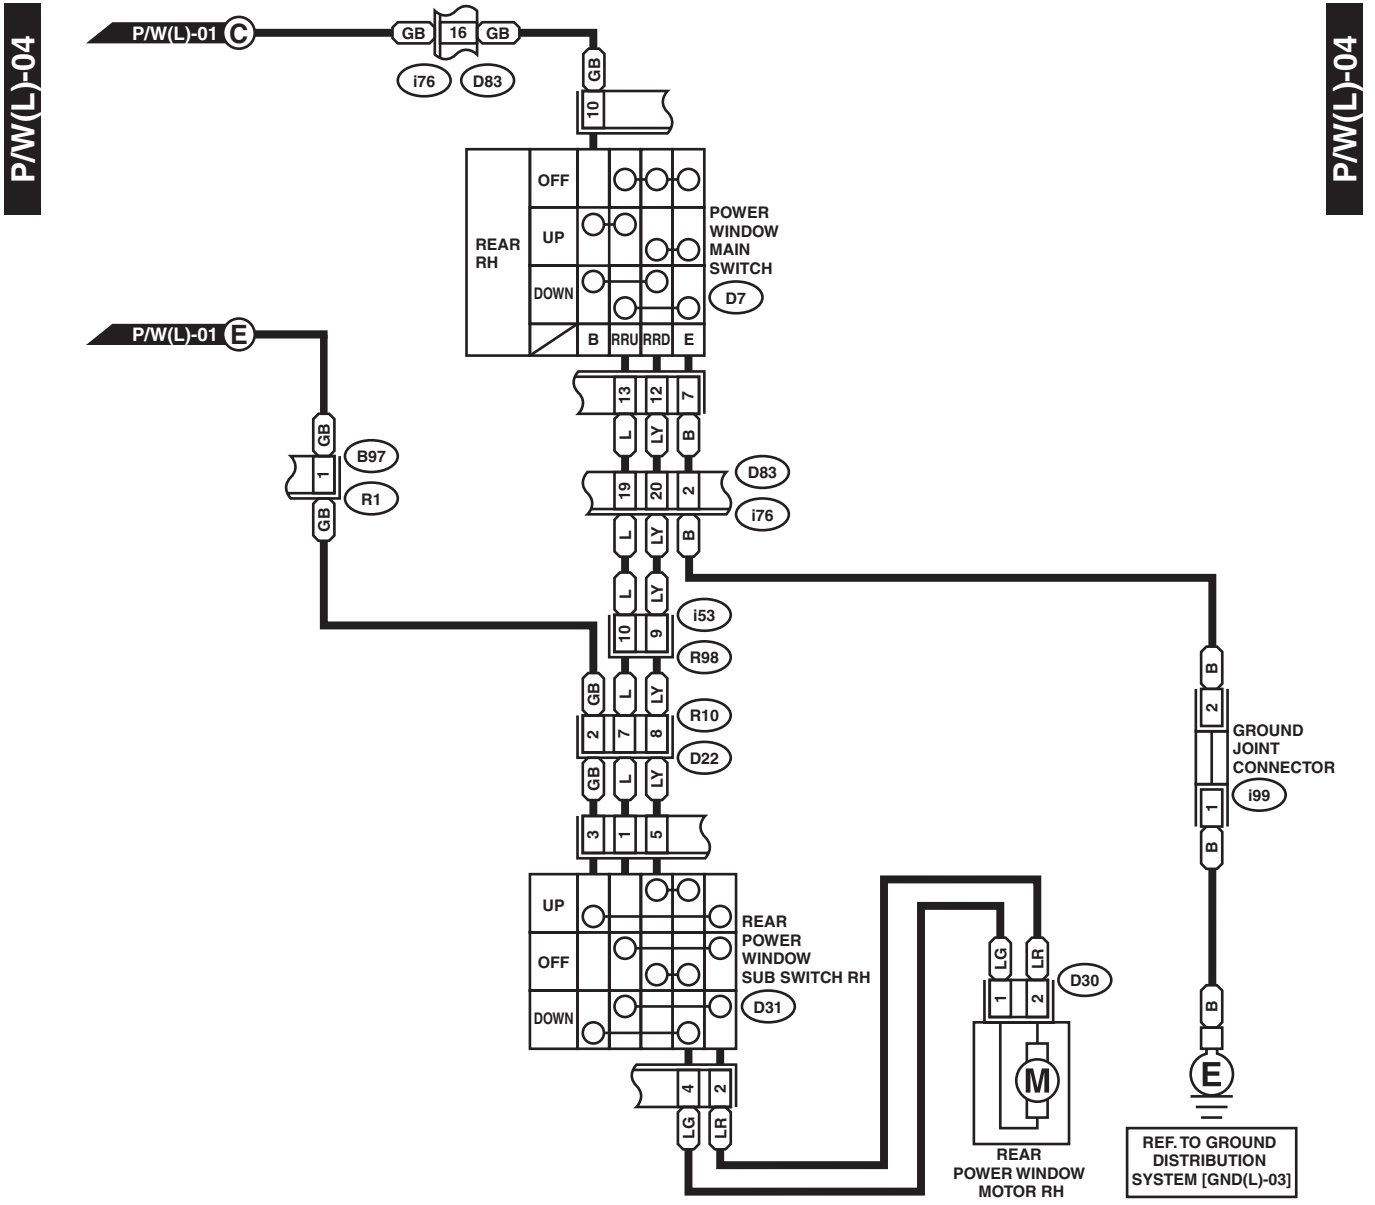 P/W(L)-04
P/W(L)-04
P/W(L)-01 C
GB 16 GB
i76 D83
GB
10
REAR
RH
OFF
UP
DOWN
B RRU RRD E
POWER
WINDOW
MAIN
SWITCH
D7
P/W(L)-01 E
13 12 7
L LY B
GB
1
GB
B97
R1
19 20 2
D83
i76
L LY B
L LY
10 9
i53
R98
GB L LY
2 7 8
R10
D22
GB L LY
3 1 5
B
2
GROUND
JOINT
CONNECTOR
1
i99
B
UP
OFF
DOWN
REAR
POWER
WINDOW
SUB SWITCH RH
D31
LG LR
1 2
D30
M
REAR
POWER WINDOW
MOTOR RH
4 2
LG LR
B
E
REF. TO GROUND
DISTRIBUTION
SYSTEM [GND(L)-03]